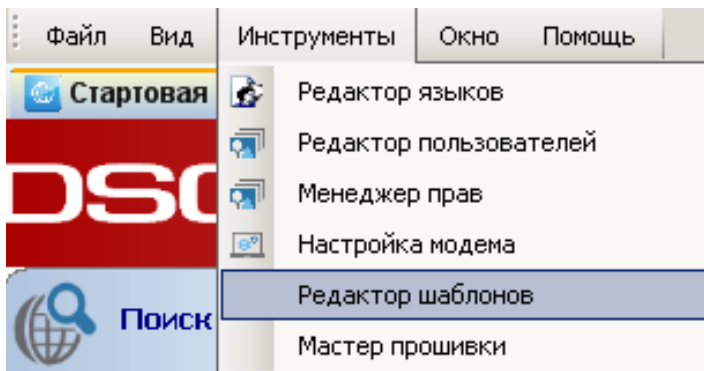 Файл Вид Инструменты Окно Помощь
Стартовая
Редактор языков
Редактор пользователей
DSC
Менеджер прав
Настройка модема
Редактор шаблонов
Поиск
Мастер прошивки